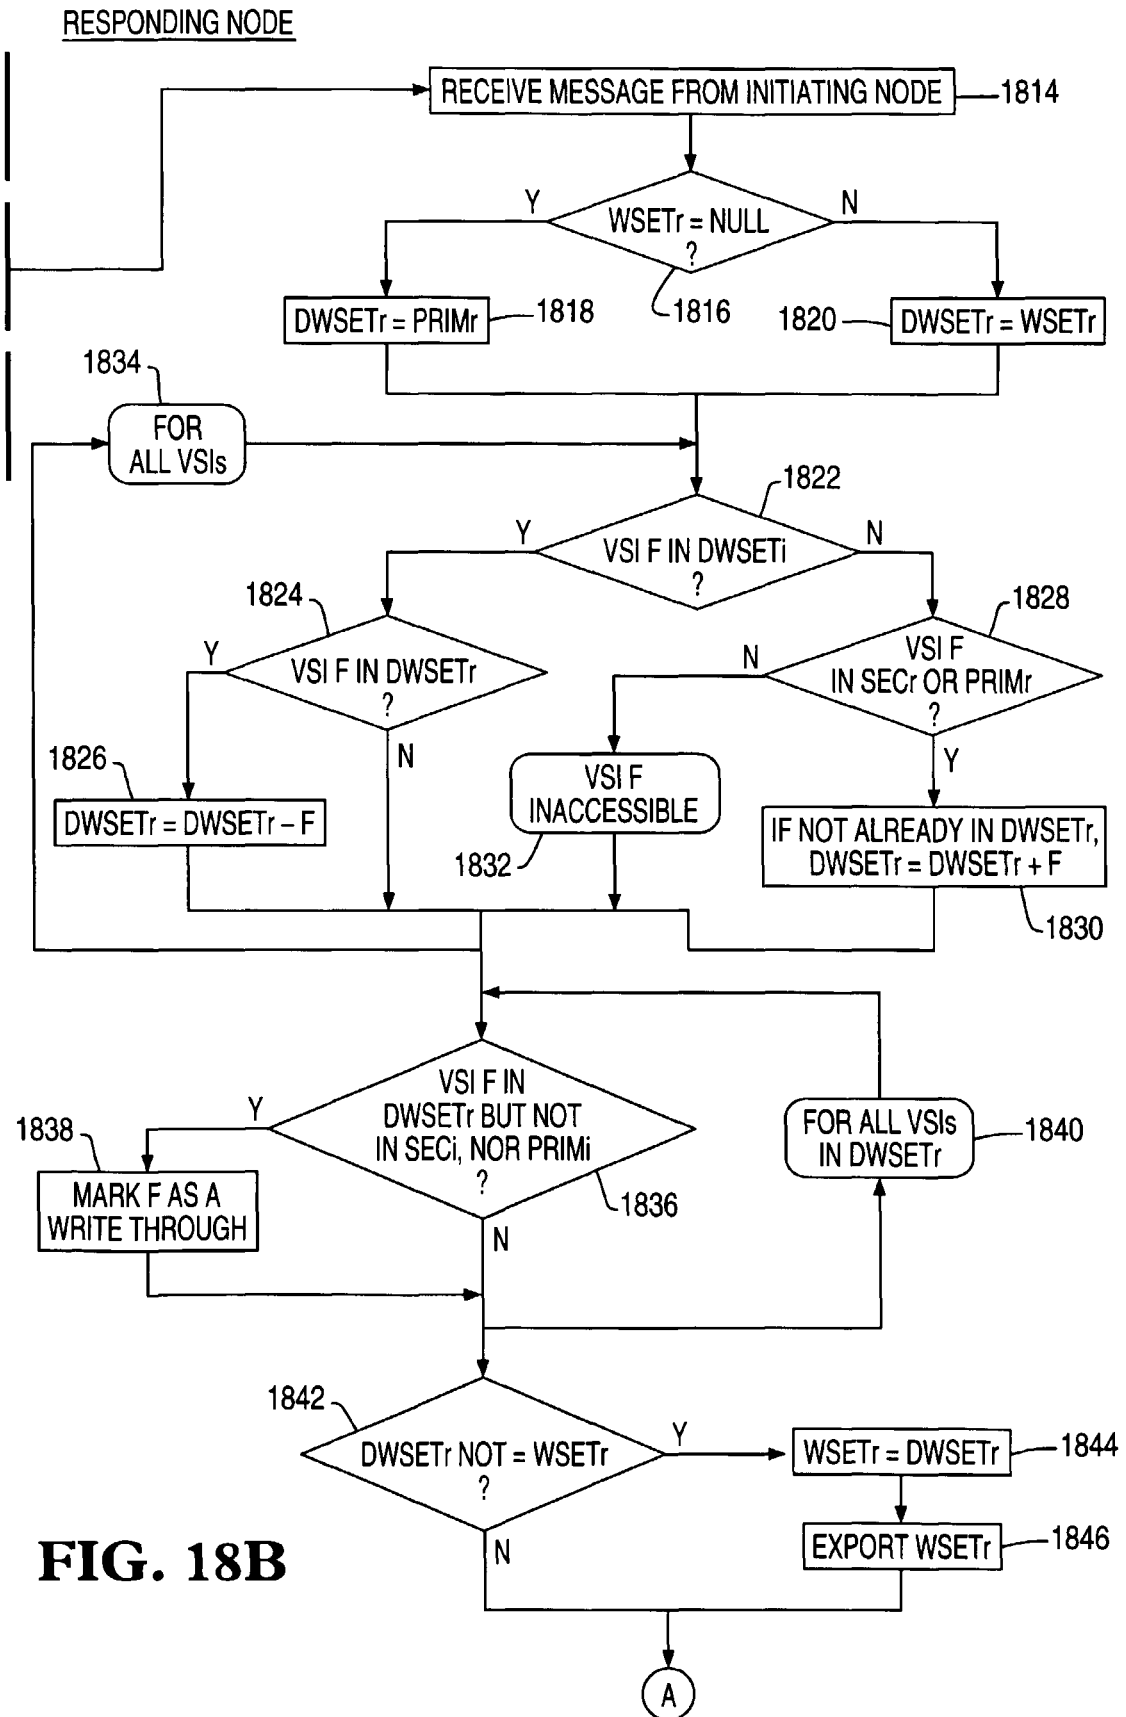 RESPONDING NODE
RECEIVE MESSAGE FROM INITIATING NODE
1814
Y
WSETr = NULL
?
N
1816
DWSETr = PRIMr
1818
1820
DWSETr = WSETr
1834
FOR
ALL VSIs
1822
Y
VSI F IN DWSETi
?
N
1824
Y
VSI F IN DWSETr
?
N
1828
N
VSI F
IN SECr OR PRIMr
?
Y
1826
DWSETr = DWSETr – F
VSI F
INACCESSIBLE
1832
IF NOT ALREADY IN DWSETr,
DWSETr = DWSETr + F
1830
Y
VSI F IN
DWSETr BUT NOT
IN SECi, NOR PRIMi
?
1836
N
1838
MARK F AS A
WRITE THROUGH
FOR ALL VSIs
IN DWSETr
1840
1842
DWSETr NOT = WSETr
?
Y
N
WSETr = DWSETr
1844
EXPORT WSETr
1846
FIG. 18B
A